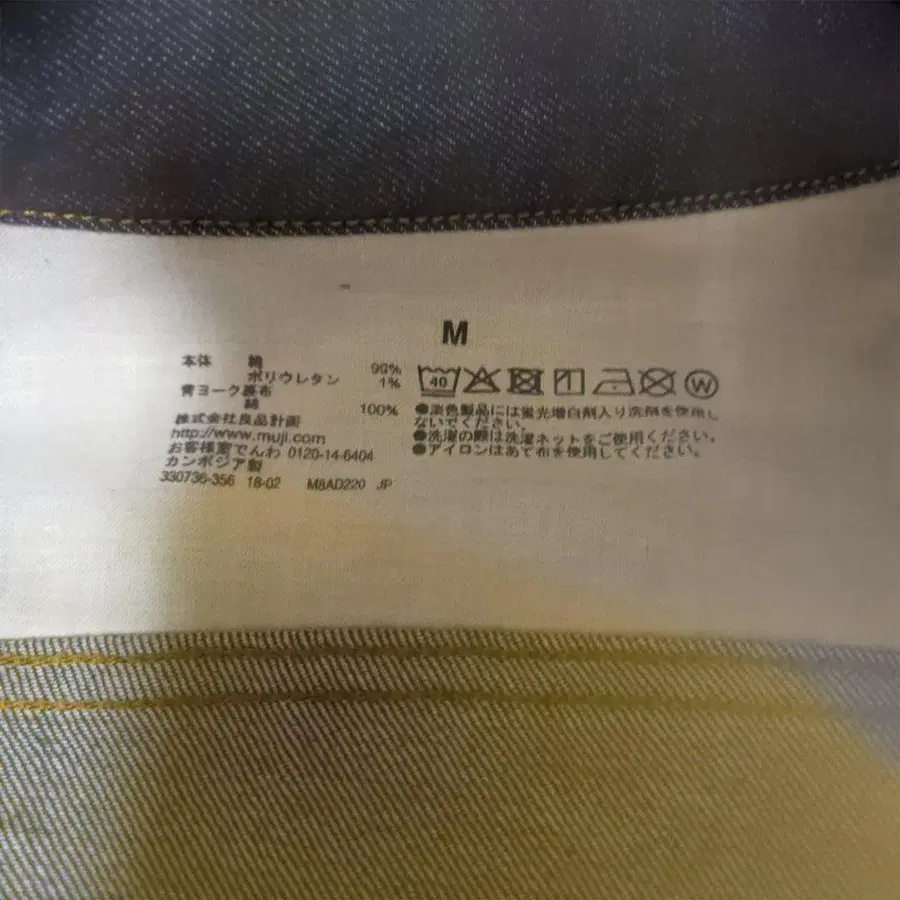 M
本体 綿 99%
ポリウレタン 1%
背ヨーク裏布
綿 100%
株式会社良品計画
http://www.muji.com
お客様室でんわ 0120-14-6404
カンボジア製
330736-356 18-02 M8AD220 JP
40
W
●淡色製品には蛍光増白剤入り洗剤を使用し
ないでください。
●洗濯の際は洗濯ネットをご使用ください。
●アイロンはあて布を使用してください。